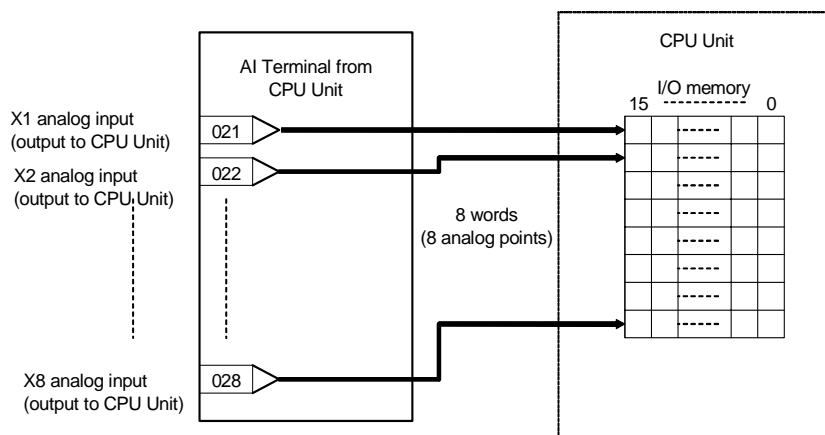 CPU Unit
AI Terminal from
CPU Unit
I/O memory
15 0
X1 analog input
(output to CPU Unit)
021
X2 analog input
(output to CPU Unit)
022
8 words
(8 analog points)
X8 analog input
(output to CPU Unit)
028